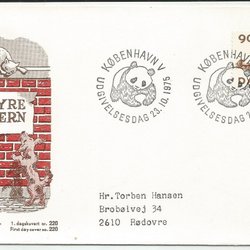 YRE
ERN
KØBENHAVN V
UDGIVELSESDAG 23.10.1975
KØBENHAVN V
UDGIVELSESDAG 2
90
Hr. Torben Hansen
Brobølvej 34
2610 Rødovre
1. dagskuvert nr. 220
First day cover no. 220